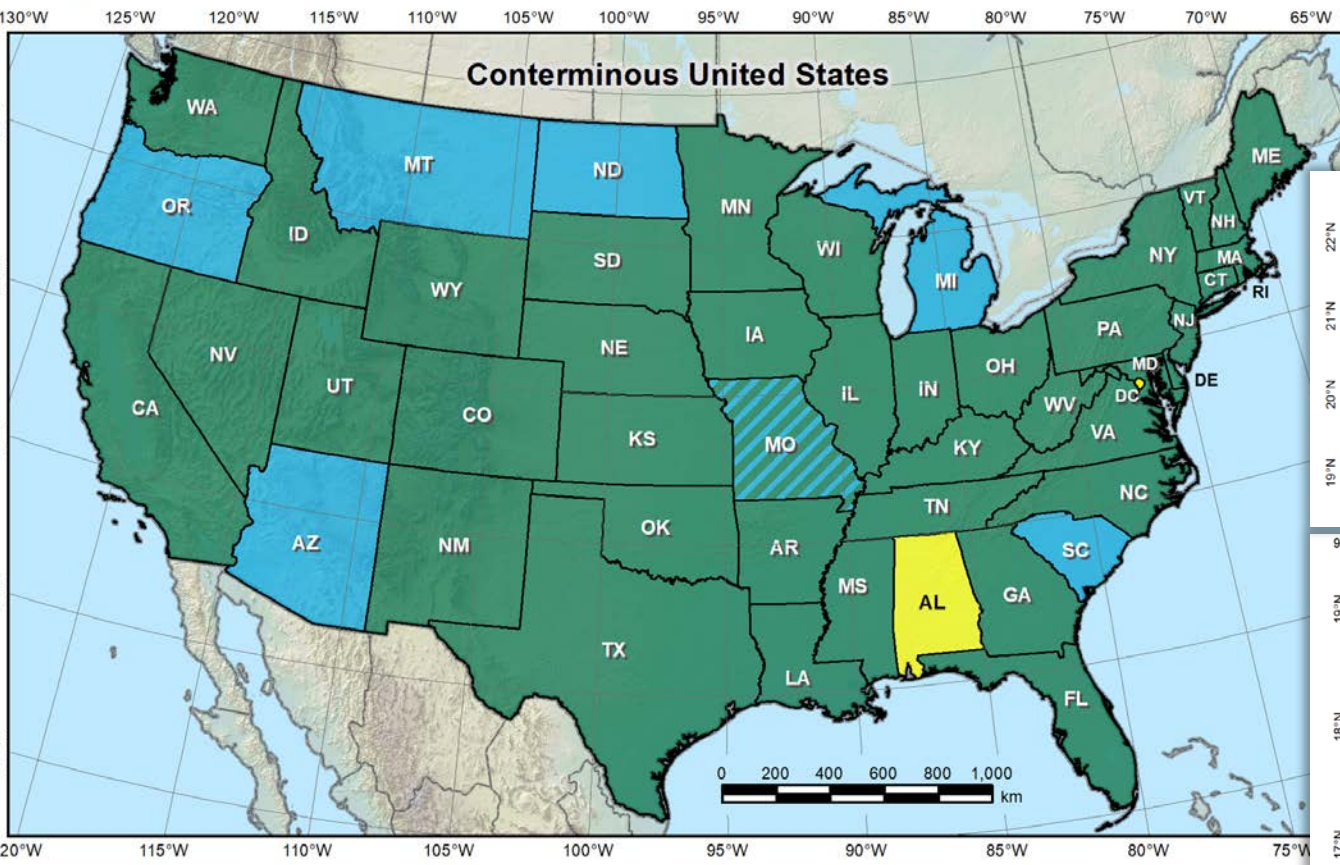 130°W 125°W 120°W 115°W 110°W 105°W 100°W 95°W 90°W 85°W 80°W 75°W 70°W 65°W
Conterminous United States
WA
MT
ND
ME
OR
MN
VT
NH
ID
WI
NY
MA
SD
MI
CT
RI
WY
IA
PA
NJ
NE
NV
OH
MD
DE
UT
IL
IN
DC
CA
CO
WV
VA
KS
MO
KY
NC
TN
OK
AZ
NM
AR
SC
MS
AL
GA
TX
LA
FL
0 200 400 600 800 1,000
km
22°N
21°N
20°N
19°N
9
19°N
18°N
17°N
20°W 115°W 110°W 105°W 100°W 95°W 90°W 85°W 80°W 75°W